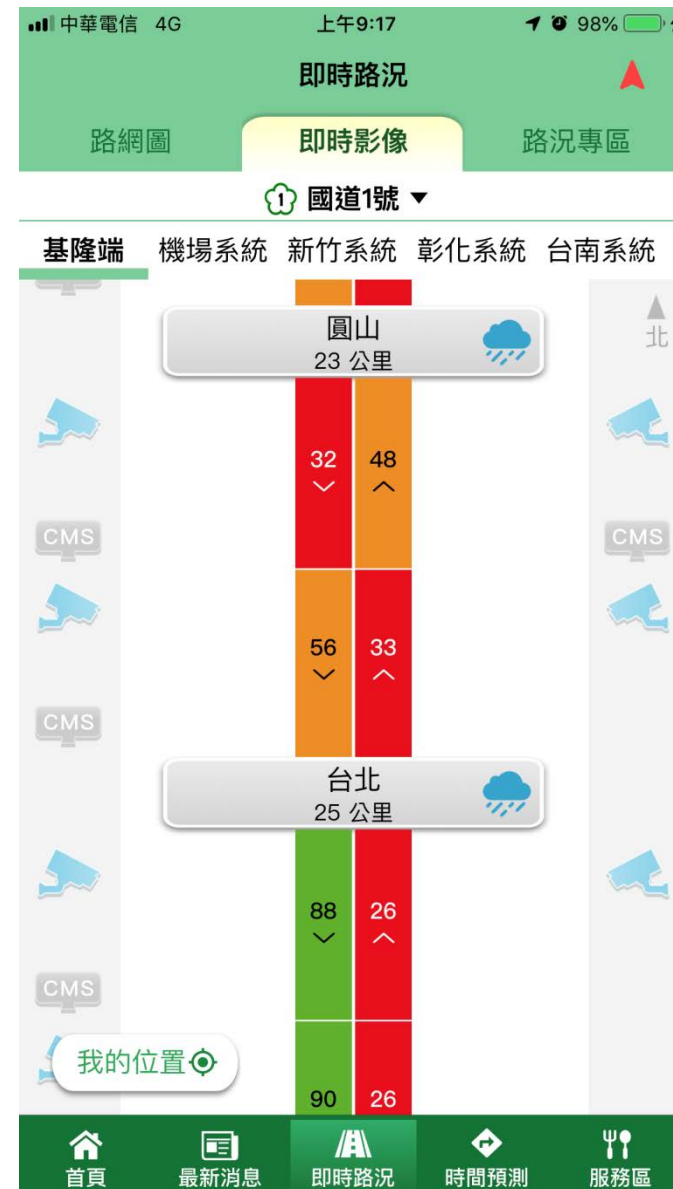 中華電信 4G 上午9:17 98%
即時路況
路網圖 即時影像 路況專區
1 國道1號
基隆端 機場系統 新竹系統 彰化系統 台南系統
圓山
23 公里
北
32 48
CMS CMS
56 33
CMS
台北
25 公里
88 26
CMS
我的位置
90 26
首頁 最新消息 即時路況 時間預測 服務區